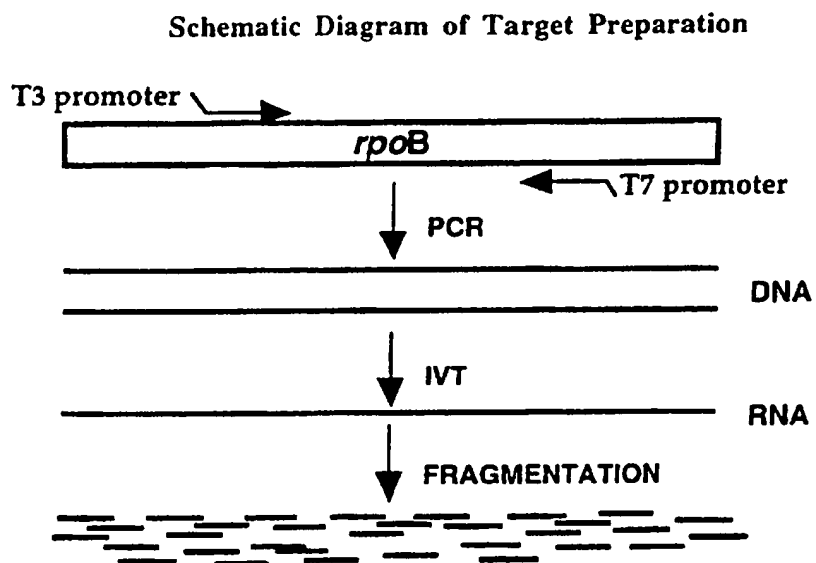 Schematic Diagram of Target Preparation
T3 promoter
rpoB
T7 promoter
PCR
DNA
IVT
RNA
FRAGMENTATION